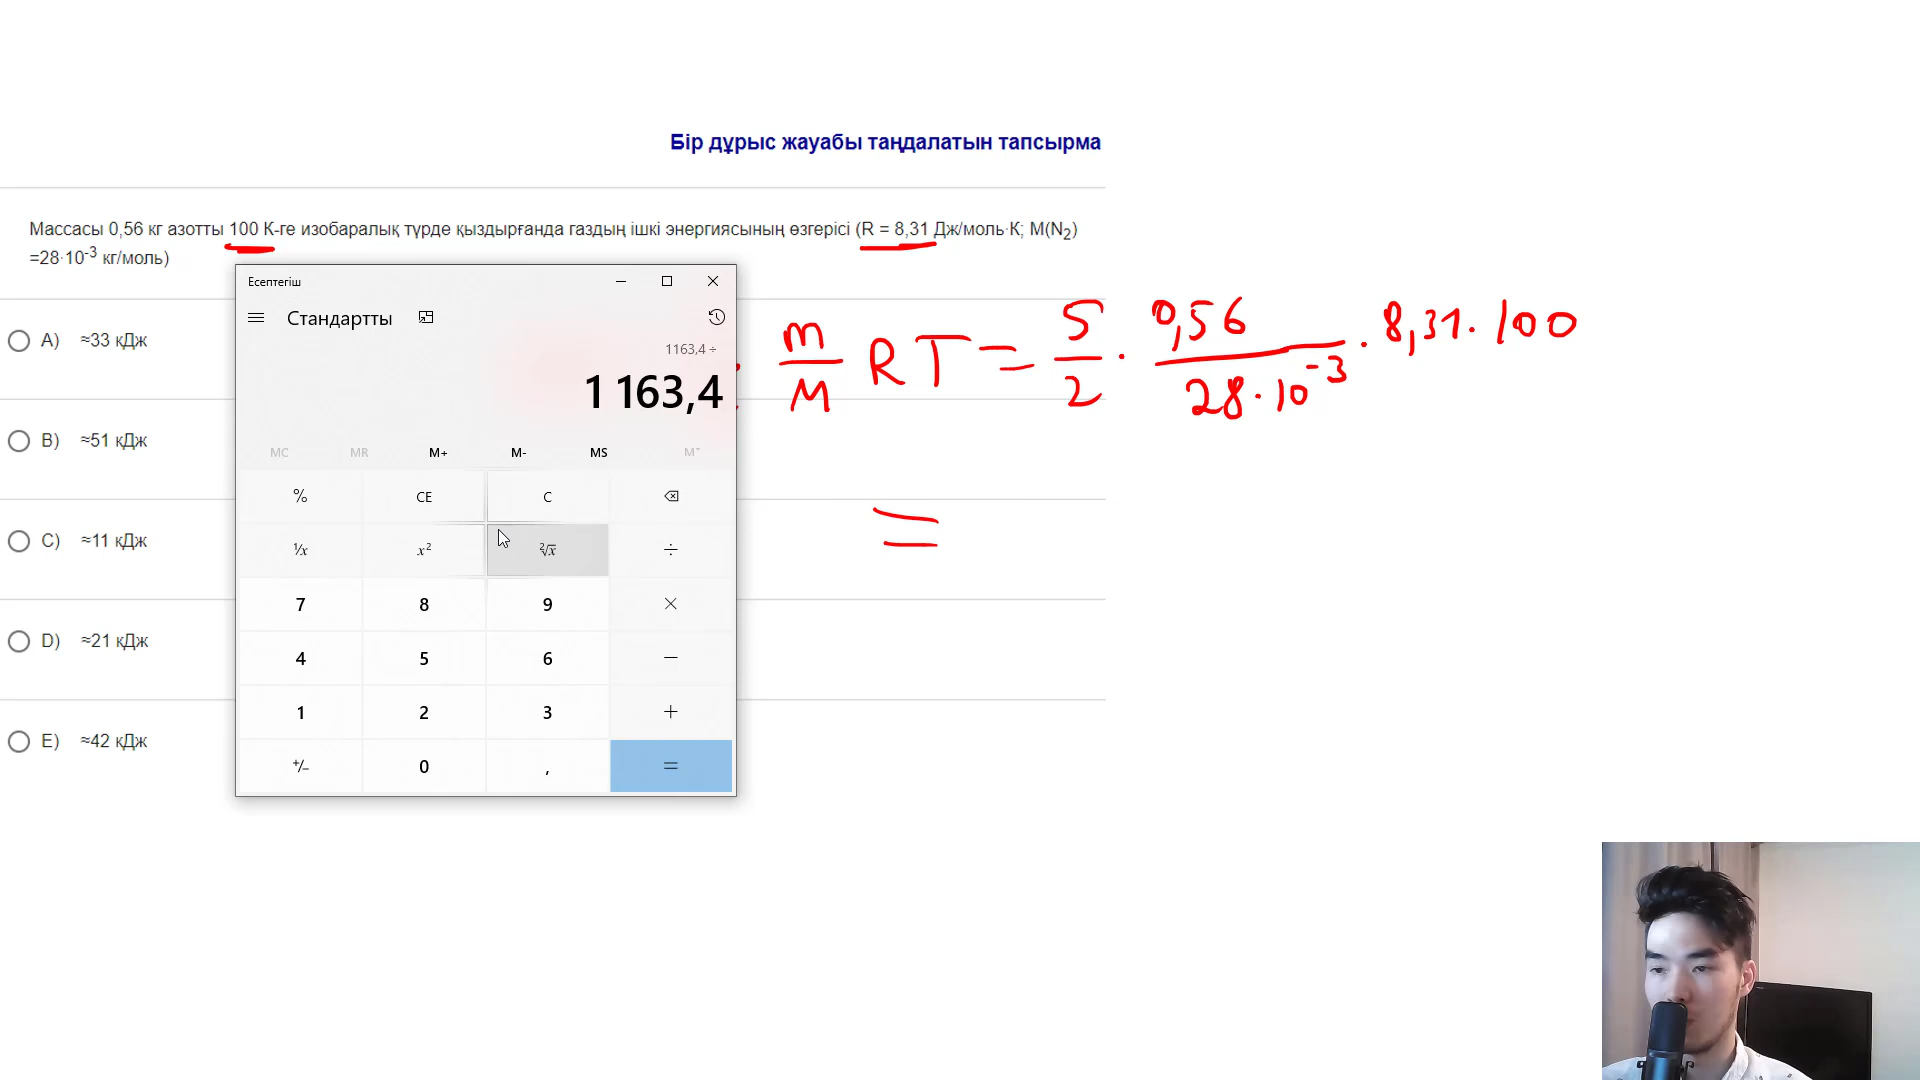 Бір дұрыс жауабы таңдалатын тапсырма
Массасы 0,56 кг азотты 100 К-ге изобаралық түрде қыздырғанда газдың ішкі энергиясының өзгерісі (R = 8,31 Дж/моль·К; M(N₂)
=28·10⁻³ кг/моль)
A) ≈33 кДж
B) ≈51 кДж
C) ≈11 кДж
D) ≈21 кДж
E) ≈42 кДж
Есептегіш
Стандартты
1163,4 ÷
1 163,4
MC MR M+ M- MS M˅
% CE C
¹/x x² ²√x ÷
7 8 9 ×
4 5 6 −
1 2 3 +
+/− 0 , =
m/M RT = 5/2 · 0,56/28·10⁻³ · 8,31·100
=